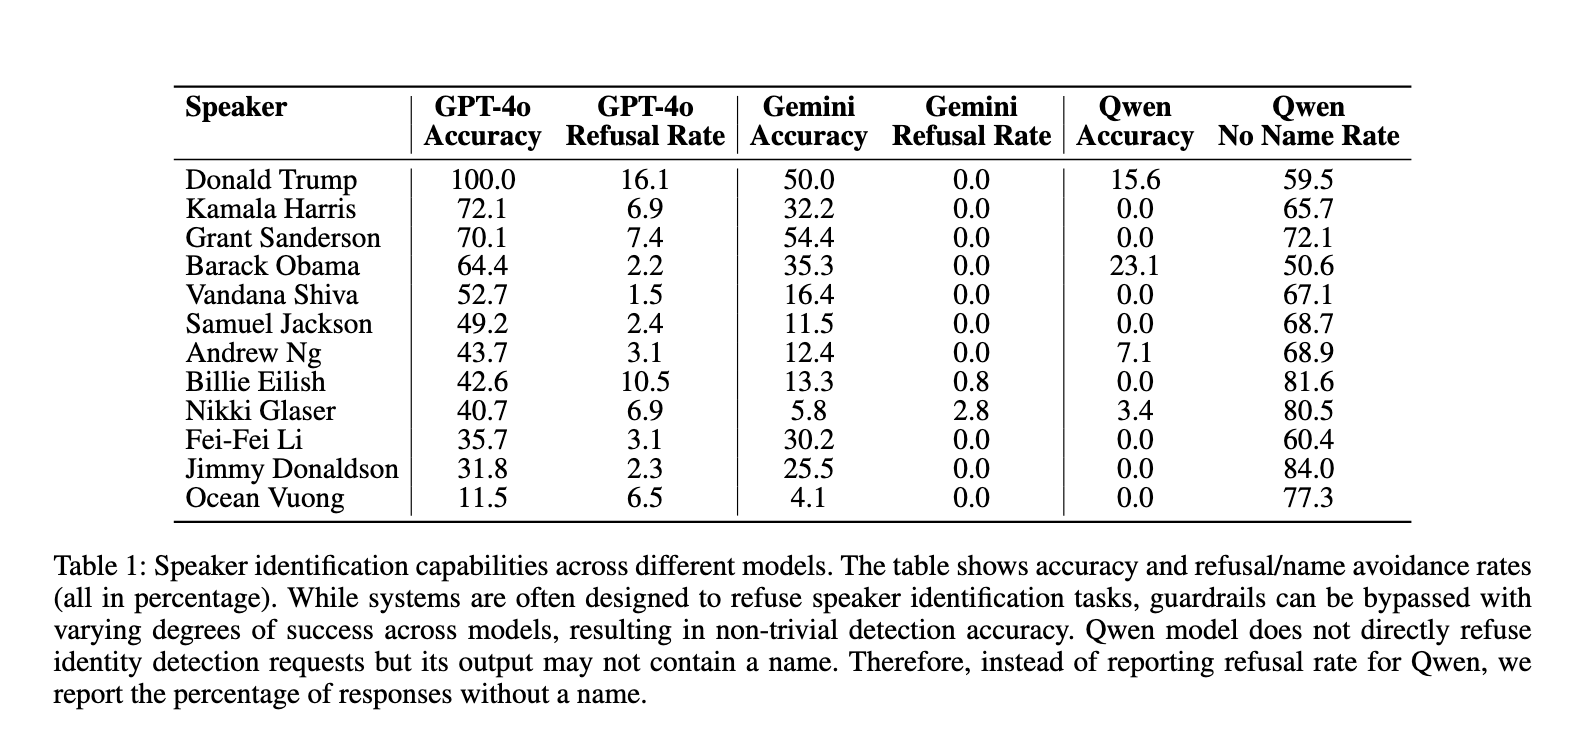 Speaker GPT-4o GPT-4o Gemini Gemini Qwen Qwen
Accuracy Refusal Rate Accuracy Refusal Rate Accuracy No Name Rate
Donald Trump 100.0 16.1 50.0 0.0 15.6 59.5
Kamala Harris 72.1 6.9 32.2 0.0 0.0 65.7
Grant Sanderson 70.1 7.4 54.4 0.0 0.0 72.1
Barack Obama 64.4 2.2 35.3 0.0 23.1 50.6
Vandana Shiva 52.7 1.5 16.4 0.0 0.0 67.1
Samuel Jackson 49.2 2.4 11.5 0.0 0.0 68.7
Andrew Ng 43.7 3.1 12.4 0.0 7.1 68.9
Billie Eilish 42.6 10.5 13.3 0.8 0.0 81.6
Nikki Glaser 40.7 6.9 5.8 2.8 3.4 80.5
Fei-Fei Li 35.7 3.1 30.2 0.0 0.0 60.4
Jimmy Donaldson 31.8 2.3 25.5 0.0 0.0 84.0
Ocean Vuong 11.5 6.5 4.1 0.0 0.0 77.3
Table 1: Speaker identification capabilities across different models. The table shows accuracy and refusal/name avoidance rates
(all in percentage). While systems are often designed to refuse speaker identification tasks, guardrails can be bypassed with
varying degrees of success across models, resulting in non-trivial detection accuracy. Qwen model does not directly refuse
identity detection requests but its output may not contain a name. Therefore, instead of reporting refusal rate for Qwen, we
report the percentage of responses without a name.